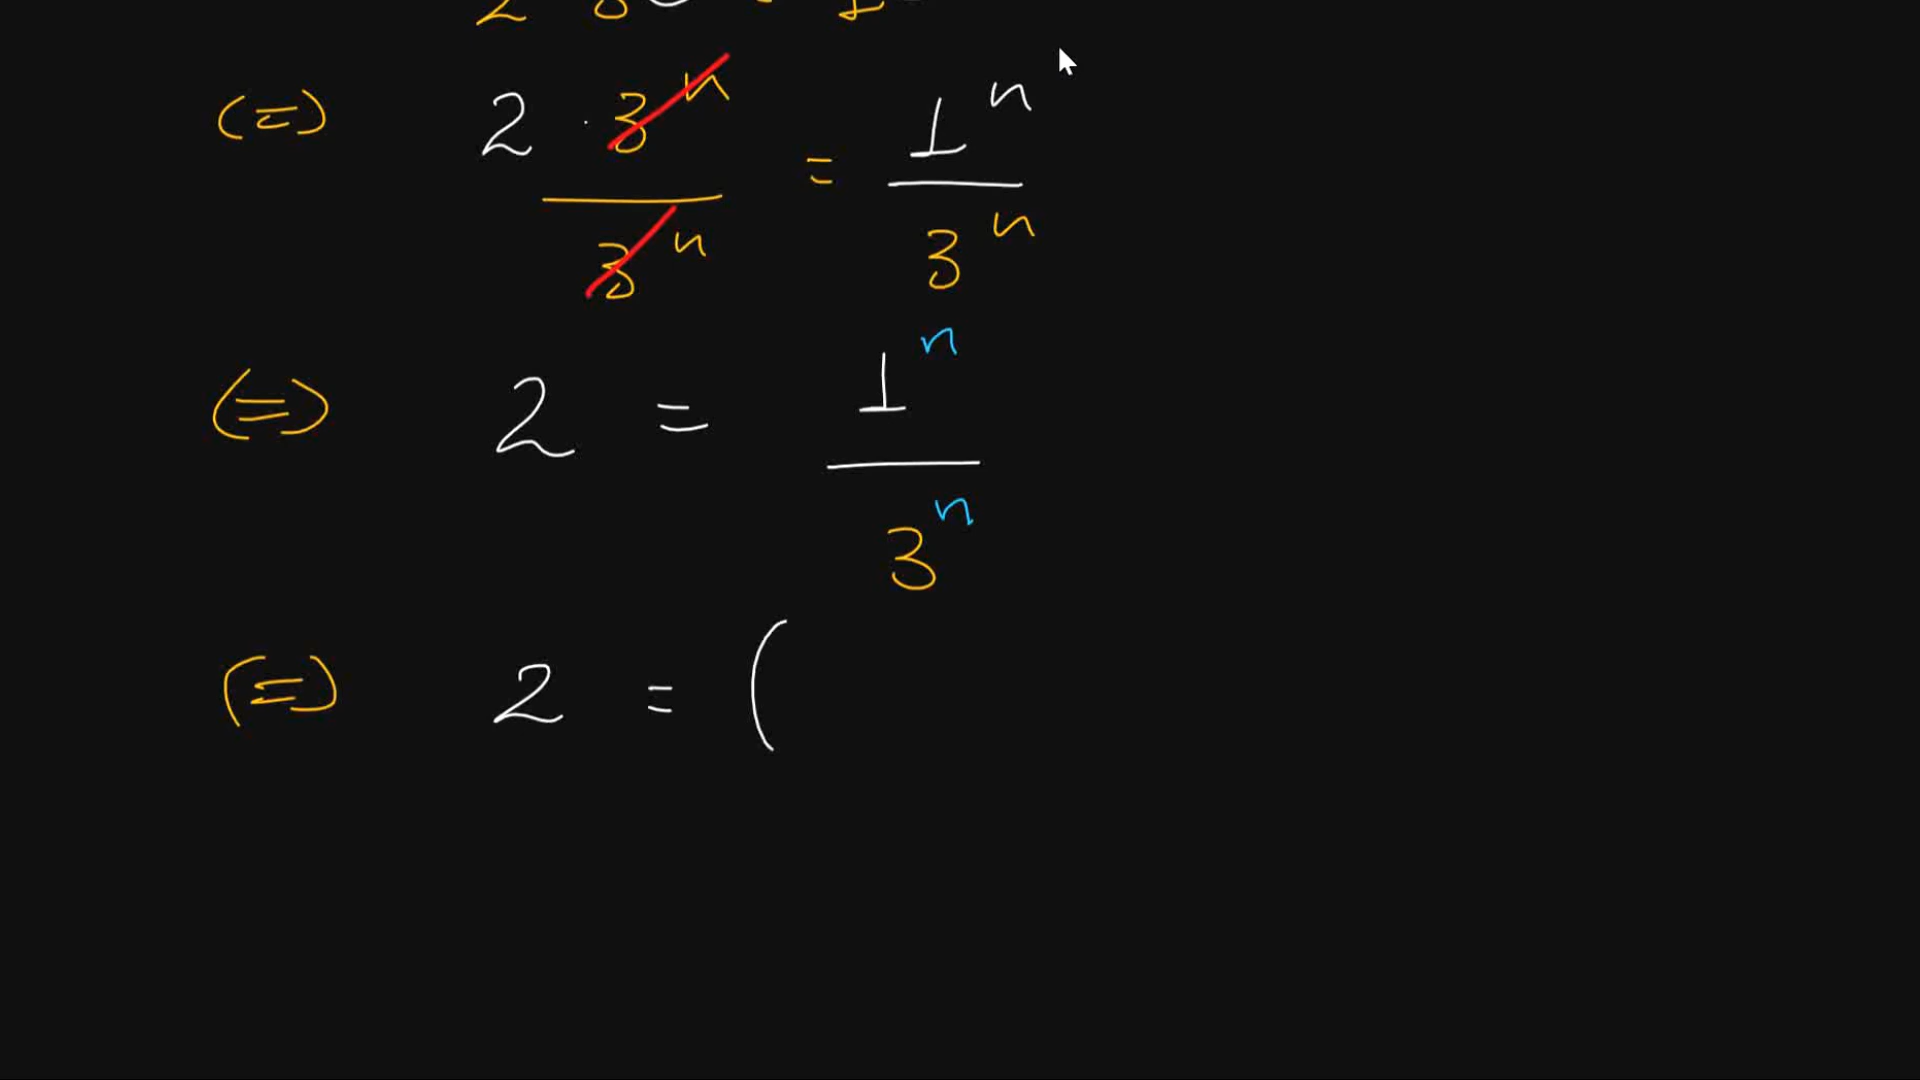 (=) 2 · 3^n / 3^n = 1^n / 3^n
(=) 2 = 1^n / 3^n
(=) 2 = (